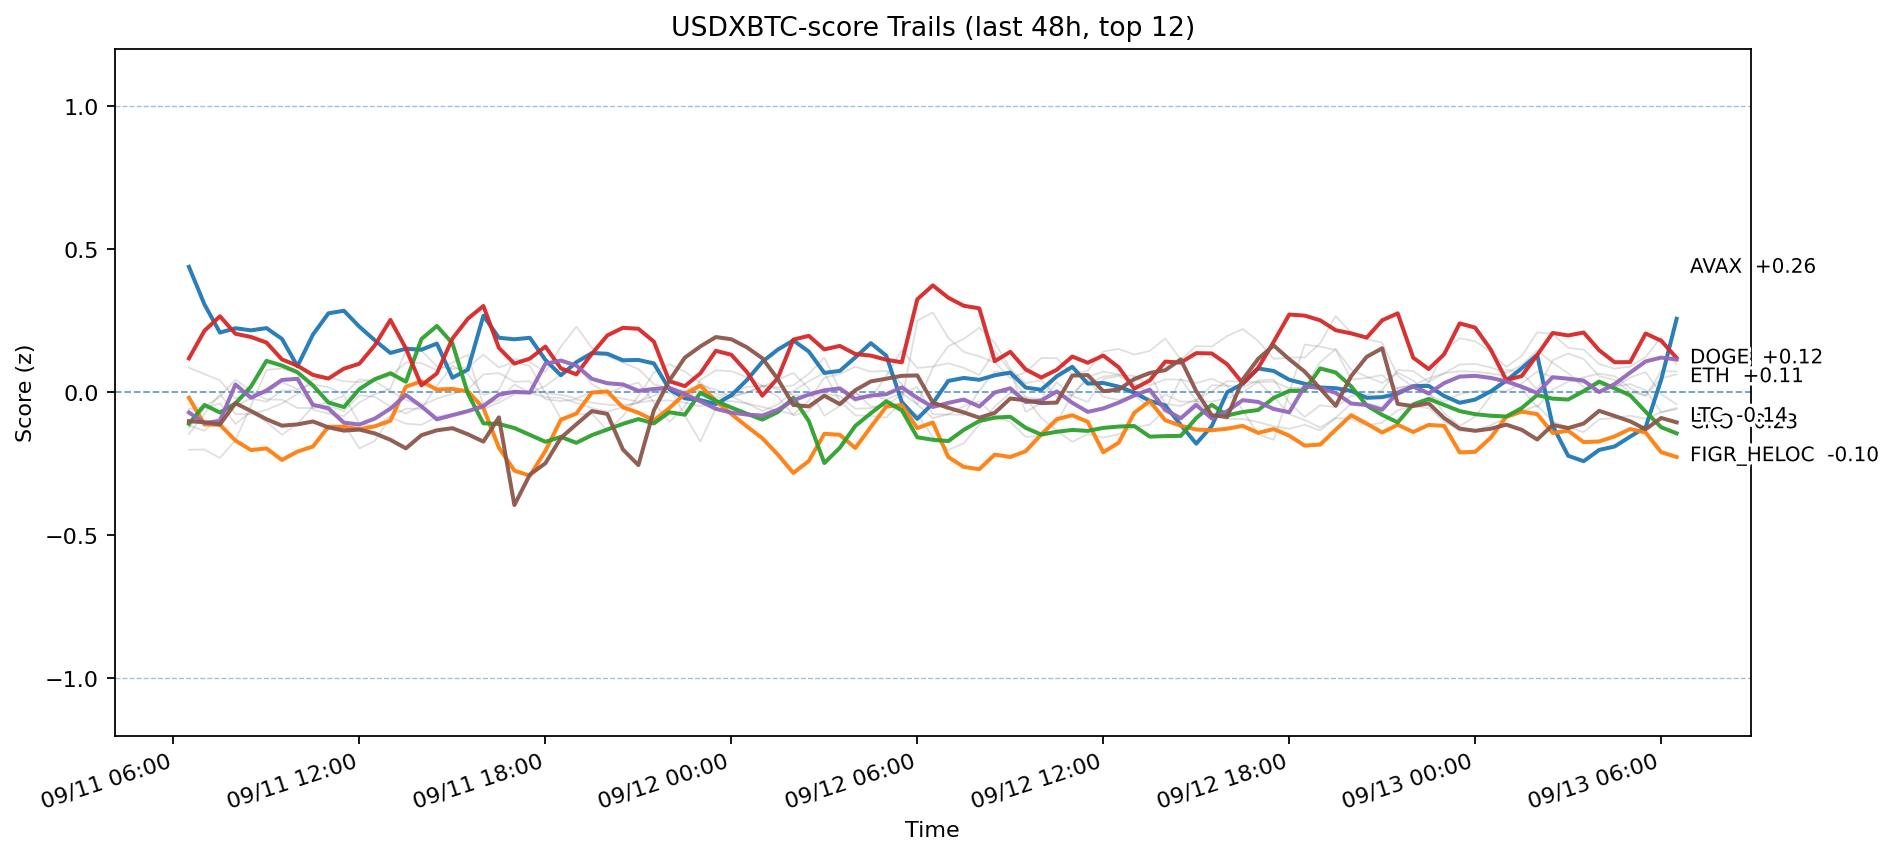 USDXBTC-score Trails (last 48h, top 12)
Score (z)
1.0
0.5
0.0
−0.5
−1.0
AVAX +0.26
DOGE +0.12
ETH +0.11
LTC -0.14
FIGR_HELOC -0.10
09/11 06:00
09/11 12:00
09/11 18:00
09/12 00:00
09/12 06:00
09/12 12:00
09/12 18:00
09/13 00:00
09/13 06:00
Time